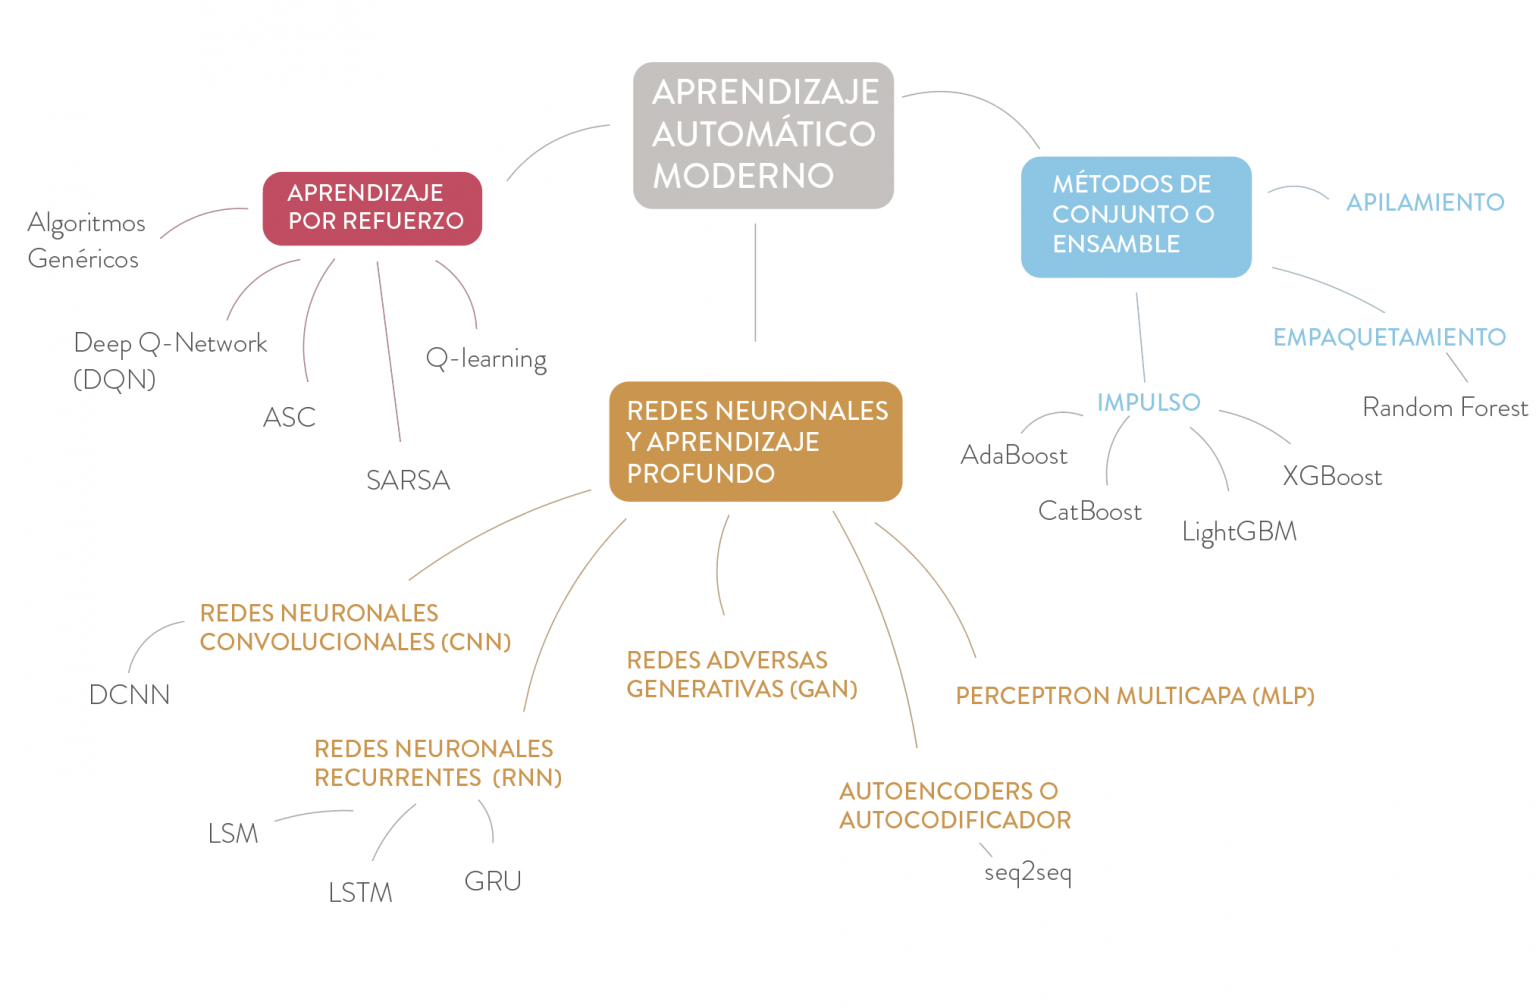 APRENDIZAJE
AUTOMÁTICO
MODERNO
APRENDIZAJE
POR REFUERZO
Algoritmos
Genéricos
Deep Q-Network
(DQN)
ASC
SARSA
Q-learning
MÉTODOS DE
CONJUNTO O
ENSAMBLE
APILAMIENTO
EMPAQUETAMIENTO
Random Forest
IMPULSO
AdaBoost
CatBoost
LightGBM
XGBoost
REDES NEURONALES
Y APRENDIZAJE
PROFUNDO
REDES NEURONALES
CONVOLUCIONALES (CNN)
DCNN
REDES NEURONALES
RECURRENTES (RNN)
LSM
LSTM
GRU
REDES ADVERSAS
GENERATIVAS (GAN)
AUTOENCODERS O
AUTOCODIFICADOR
seq2seq
PERCEPTRON MULTICAPA (MLP)